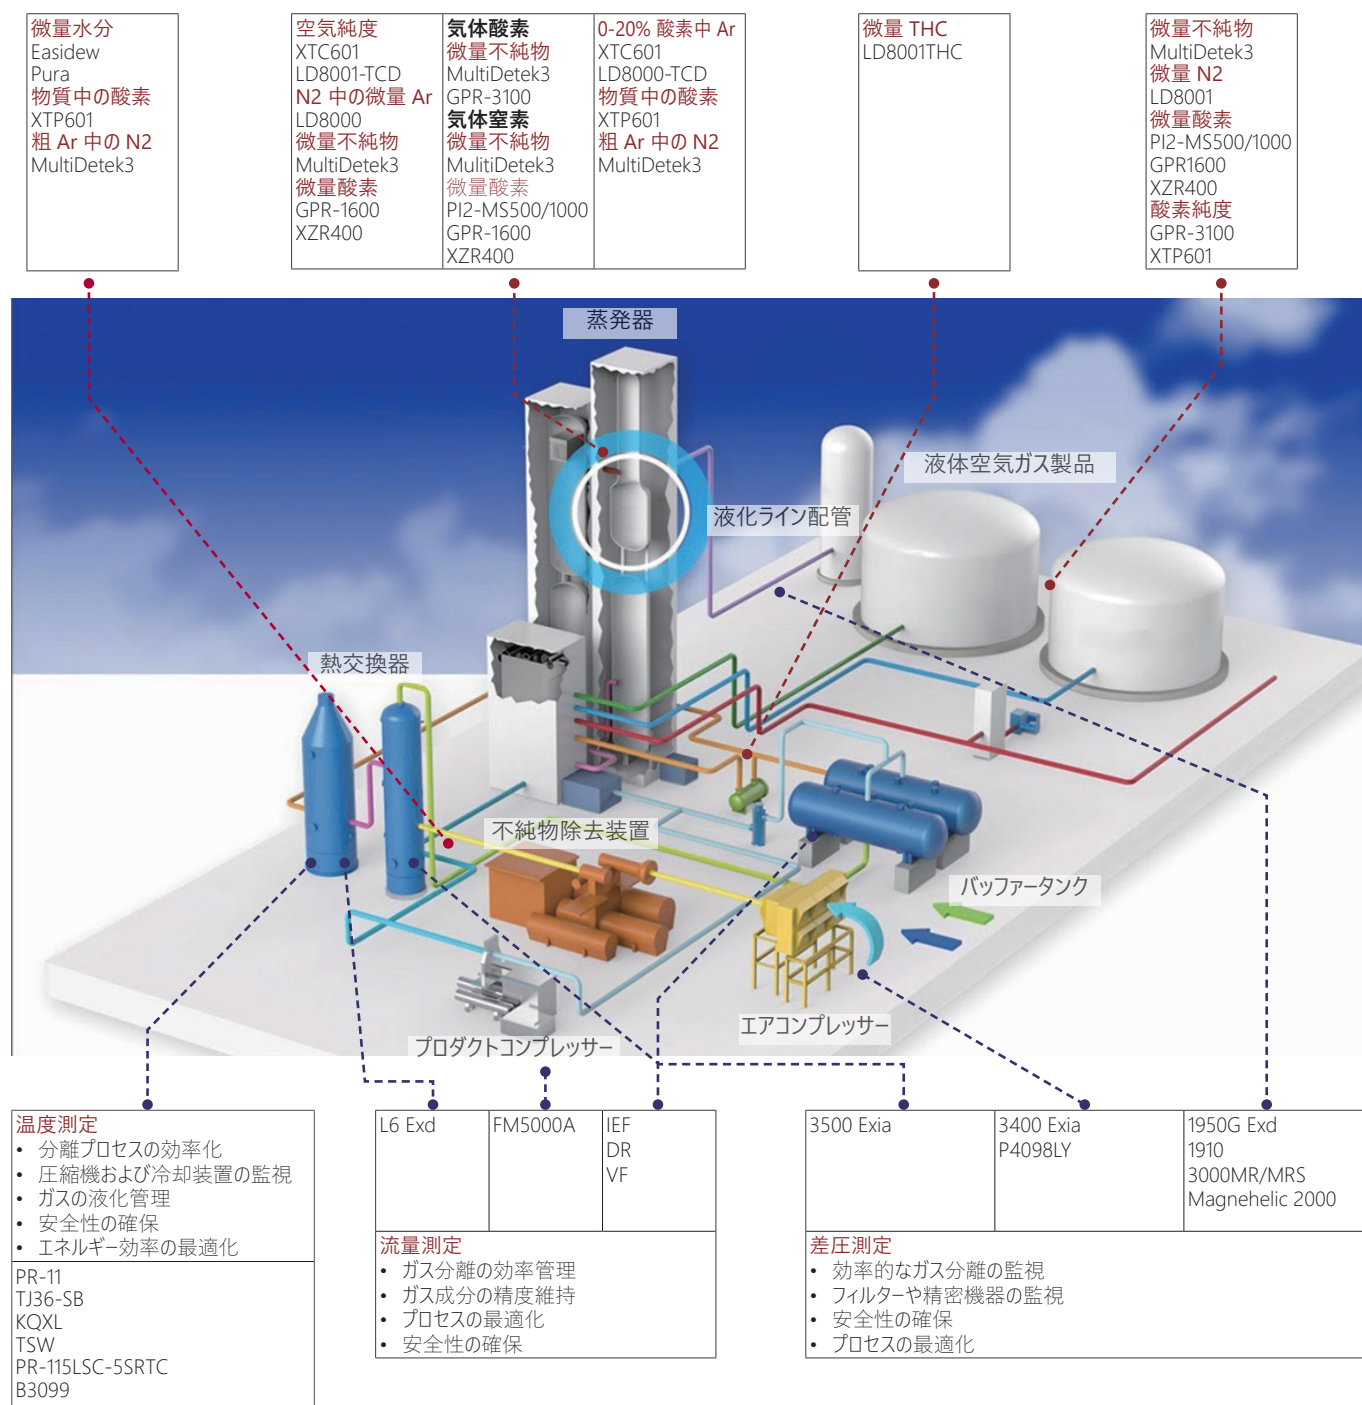 微量水分
Easidew
Pura
物質中の酸素
XTP601
粗 Ar 中の N2
MultiDetek3
空気純度
XTC601
LD8001-TCD
N2 中の微量 Ar
LD8000
微量不純物
MultiDetek3
微量酸素
GPR-1600
XZR400
気体酸素
微量不純物
MultiDetek3
GPR-3100
気体窒素
微量不純物
MulitiDetek3
微量酸素
PI2-MS500/1000
GPR-1600
XZR400
0-20% 酸素中 Ar
XTC601
LD8000-TCD
物質中の酸素
XTP601
粗 Ar 中の N2
MultiDetek3
微量 THC
LD8001THC
微量不純物
MultiDetek3
微量 N2
LD8001
微量酸素
PI2-MS500/1000
GPR1600
XZR400
酸素純度
GPR-3100
XTP601
蒸発器
液体空気ガス製品
液化ライン配管
熱交換器
不純物除去装置
バッファータンク
エアコンプレッサー
プロダクトコンプレッサー
温度測定
• 分離プロセスの効率化
• 圧縮機および冷却装置の監視
• ガスの液化管理
• 安全性の確保
• エネルギー効率の最適化
PR-11
TJ36-SB
KQXL
TSW
PR-115LSC-5SRTC
B3099
L6 Exd
FM5000A
IEF
DR
VF
流量測定
• ガス分離の効率管理
• ガス成分の精度維持
• プロセスの最適化
• 安全性の確保
3500 Exia
3400 Exia
P4098LY
1950G Exd
1910
3000MR/MRS
Magnehelic 2000
差圧測定
• 効率的なガス分離の監視
• フィルターや精密機器の監視
• 安全性の確保
• プロセスの最適化